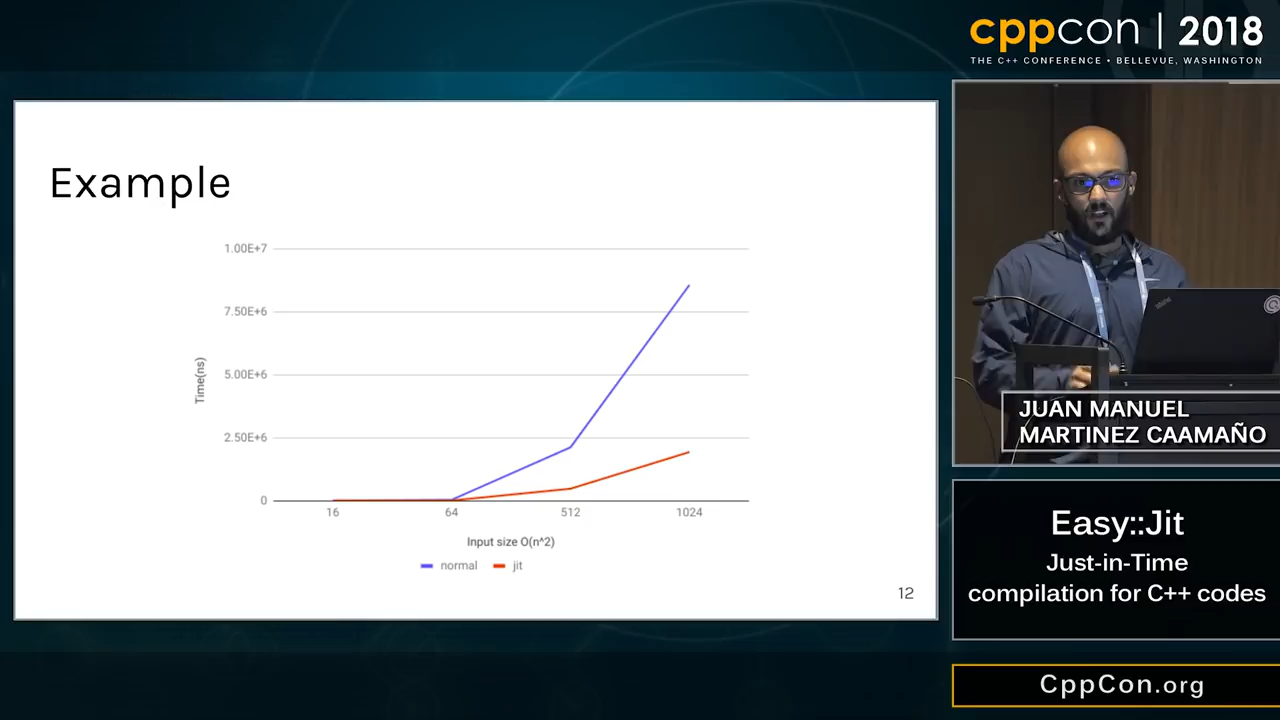 cppcon | 2018
THE C++ CONFERENCE • BELLEVUE, WASHINGTON
Example
1.00E+7
7.50E+6
5.00E+6
2.50E+6
0
Time(ns)
16 64 512 1024
Input size O(n^2)
normal jit
12
ThinkPad
JUAN MANUEL
MARTINEZ CAAMAÑO
Easy::Jit
Just-in-Time
compilation for C++ codes
CppCon.org